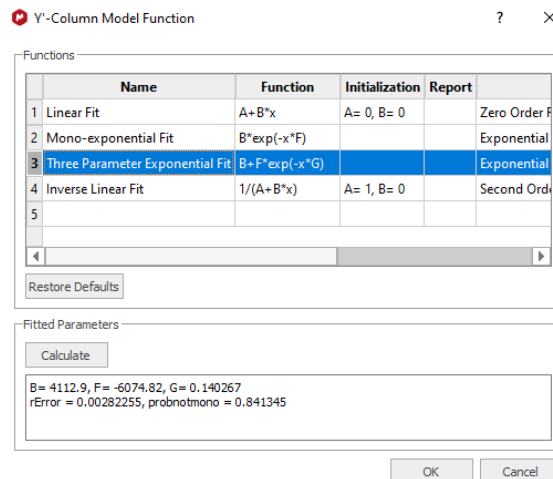 Y'-Column Model Function ?
Functions
Name Function Initialization Report
1 Linear Fit A+B*x A= 0, B= 0 Zero Order
2 Mono-exponential Fit B*exp(-x*F) Exponential
3 Three Parameter Exponential Fit B+F*exp(-x*G) Exponential
4 Inverse Linear Fit 1/(A+B*x) A= 1, B= 0 Second
5
Restore Defaults
Fitted Parameters
Calculate
B= 4112.9, F= -6074.82, G= 0.140267
rError = 0.00282255, probnotmono = 0.841345
OK Cancel